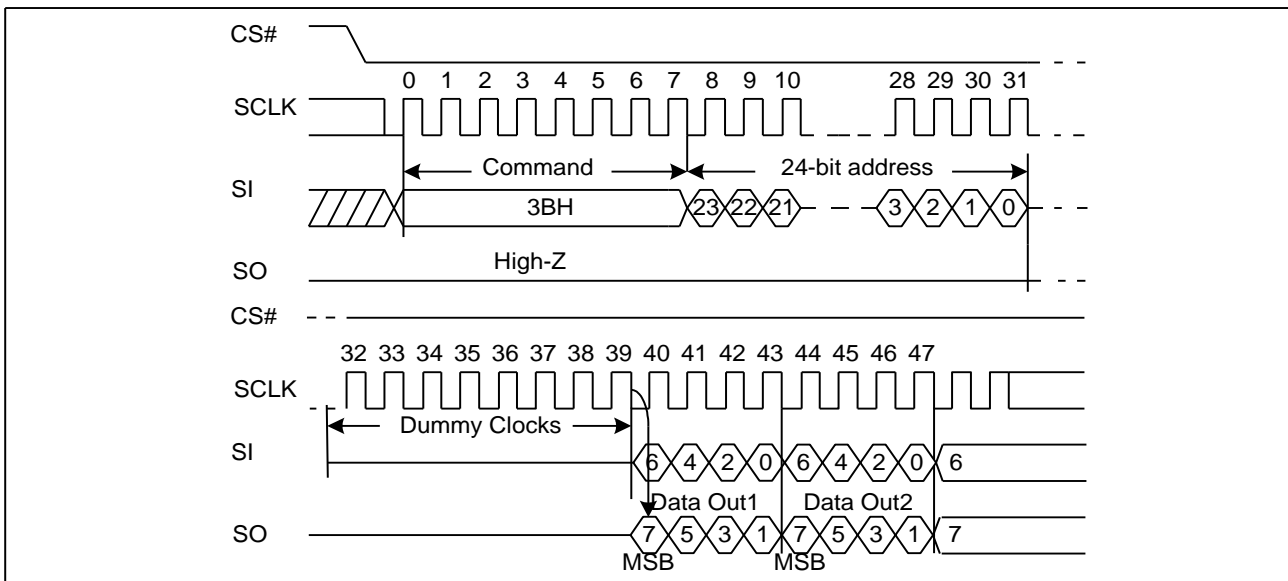 CS#
0 1 2 3 4 5 6 7 8 9 10 28 29 30 31
SCLK
Command 24-bit address
SI
3BH 23 22 21 3 2 1 0
High-Z
SO
CS#
32 33 34 35 36 37 38 39 40 41 42 43 44 45 46 47
SCLK
Dummy Clocks
SI
6 4 2 0 6 4 2 0 6
Data Out1 Data Out2
SO
7 5 3 1 7 5 3 1 7
MSB MSB